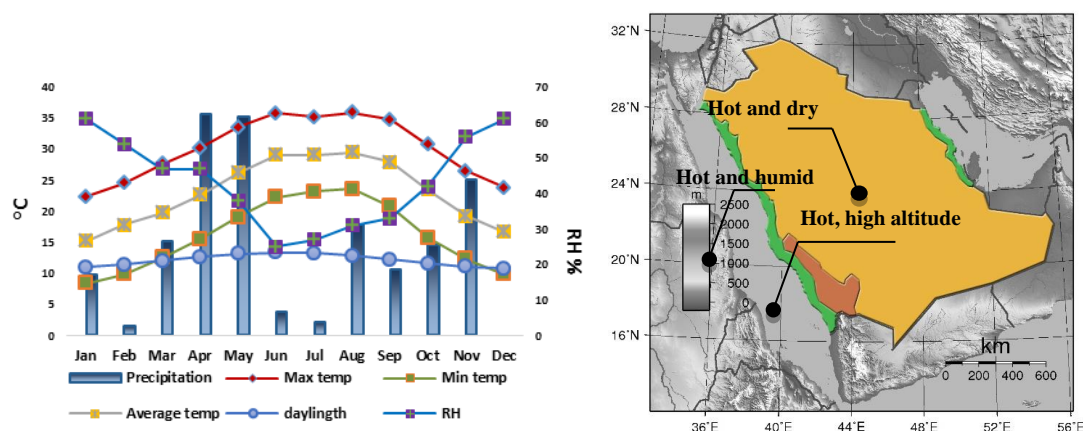 40
35
30
25
20
15
10
5
0
°C
70
60
50
40
30
20
10
0
RH %
Jan Feb Mar Apr May Jun Jul Aug Sep Oct Nov Dec
Precipitation Max temp Min temp
Average temp daylingth RH
32°N
28°N
24°N
20°N
16°N
Hot and dry
Hot and humid
Hot, high altitude
m
2500
2000
1500
1000
500
0
km
0 200 400 600
36°E 40°E 44°E 48°E 52°E 56°E